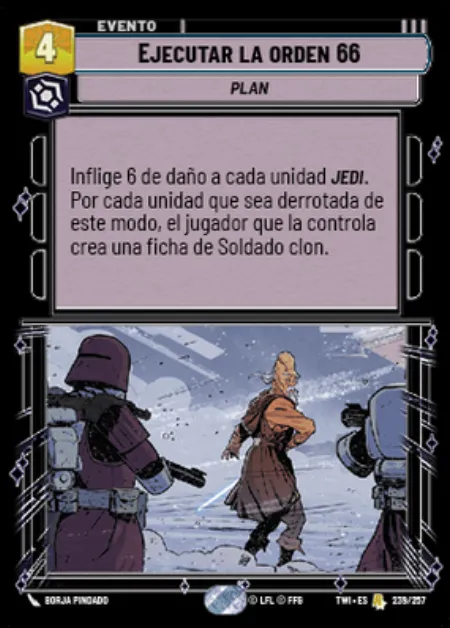 EVENTO
4
EJECUTAR LA ORDEN 66
PLAN
Inflige 6 de daño a cada unidad JEDI.
Por cada unidad que sea derrotada de
este modo, el jugador que la controla
crea una ficha de Soldado clon.
BORJA PINDADO
© LFL © FFG
TWI • ES 239/257